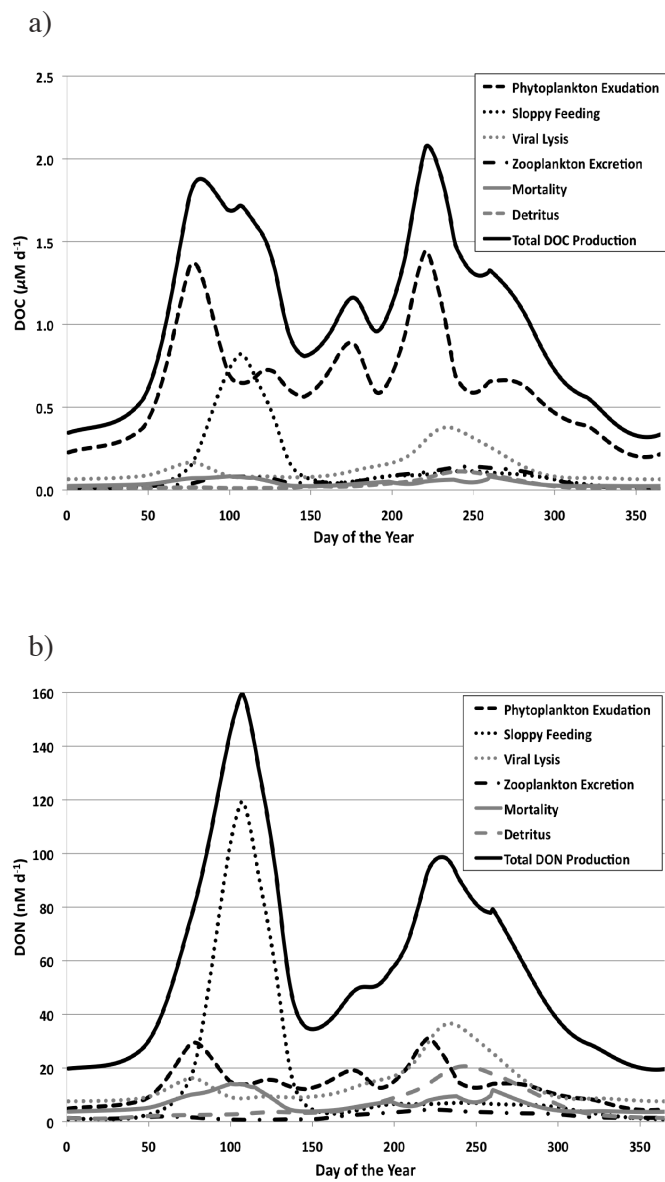 a)
2.5
2.0
1.5
1.0
0.5
0.0
DOC (μM d⁻¹)
Phytoplankton Exudation
Sloppy Feeding
Viral Lysis
Zooplankton Excretion
Mortality
Detritus
Total DOC Production
0 50 100 150 200 250 300 350
Day of the Year
b)
160
140
120
100
80
60
40
20
0
DON (nM d⁻¹)
Phytoplankton Exudation
Sloppy Feeding
Viral Lysis
Zooplankton Excretion
Mortality
Detritus
Total DON Production
0 50 100 150 200 250 300 350
Day of the Year